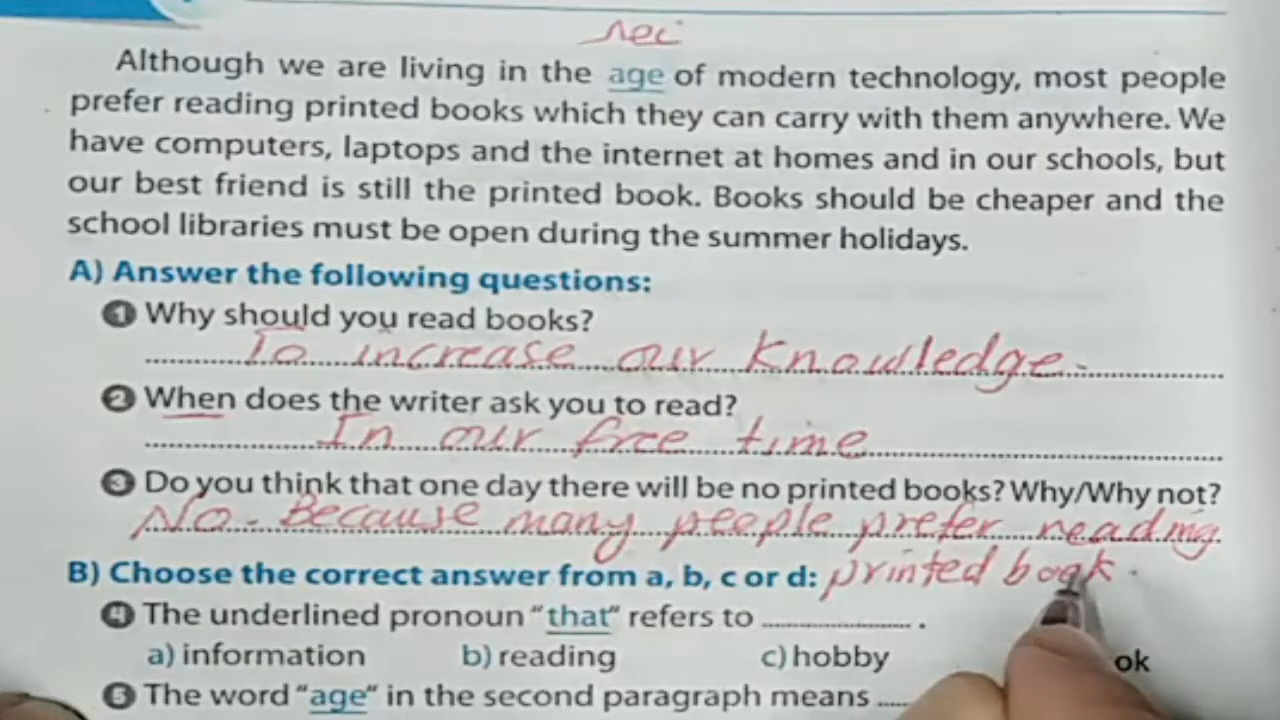 Although we are living in the age of modern technology, most people
prefer reading printed books which they can carry with them anywhere. We
have computers, laptops and the internet at homes and in our schools, but
our best friend is still the printed book. Books should be cheaper and the
school libraries must be open during the summer holidays.
A) Answer the following questions:
1 Why should you read books?
To increase our knowledge.
2 When does the writer ask you to read?
In our free time
3 Do you think that one day there will be no printed books? Why/Why not?
No. Because many people prefer reading
B) Choose the correct answer from a, b, c or d: printed book.
4 The underlined pronoun "that" refers to .................... .
a) information b) reading c) hobby ok
5 The word "age" in the second paragraph means .....